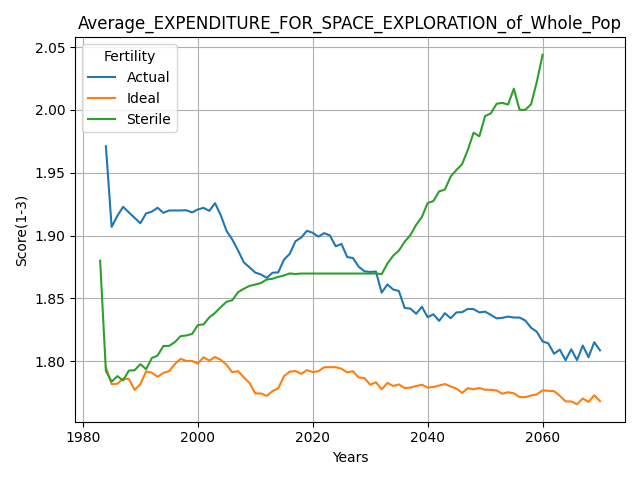 Average_EXPENDITURE_FOR_SPACE_EXPLORATION_of_Whole_Pop
Fertility
Actual
Ideal
Sterile
Score(1-3)
2.05
2.00
1.95
1.90
1.85
1.80
1980
2000
2020
2040
2060
Years